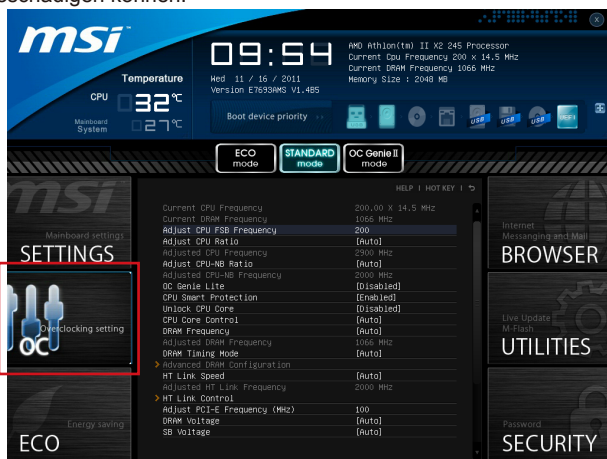 beschädigen können.
msi
Temperature
CPU 32°C
Mainboard System 27°C
09:54
Wed 11 / 16 / 2011
Version E7693AMS V1.4B5
AMD Athlon(tm) II X2 245 Processor
Current Cpu Frequency 200 x 14.5 MHz
Current DRAM Frequency 1066 MHz
Memory Size : 2048 MB
Boot device priority
USB
USB
USB
UEFI
ECO mode
STANDARD mode
OC Genie II mode
HELP | HOT KEY |
msi
Mainboard settings
SETTINGS
Overclocking setting
OC
Energy saving
ECO
Current CPU Frequency 200.00 X 14.5 MHz
Current DRAM Frequency 1066 MHz
Adjust CPU FSB Frequency 200
Adjust CPU Ratio [Auto]
Adjusted CPU Frequency 2900 MHz
Adjust CPU-NB Ratio [Auto]
Adjusted CPU-NB Frequency 2000 MHz
OC Genie Lite [Disabled]
CPU Smart Protection [Enabled]
Unlock CPU Core [Disabled]
CPU Core Control [Auto]
DRAM Frequency [Auto]
Adjusted DRAM Frequency 1066 MHz
DRAM Timing Mode [Auto]
> Advanced DRAM Configuration
HT Link Speed [Auto]
Adjusted HT Link Frequency 2000 MHz
> HT Link Control
Adjust PCI-E Frequency (MHz) 100
DRAM Voltage [Auto]
SB Voltage [Auto]
Internet
Messanging and Mail
BROWSER
Live Update
M-Flash
UTILITIES
Password
SECURITY